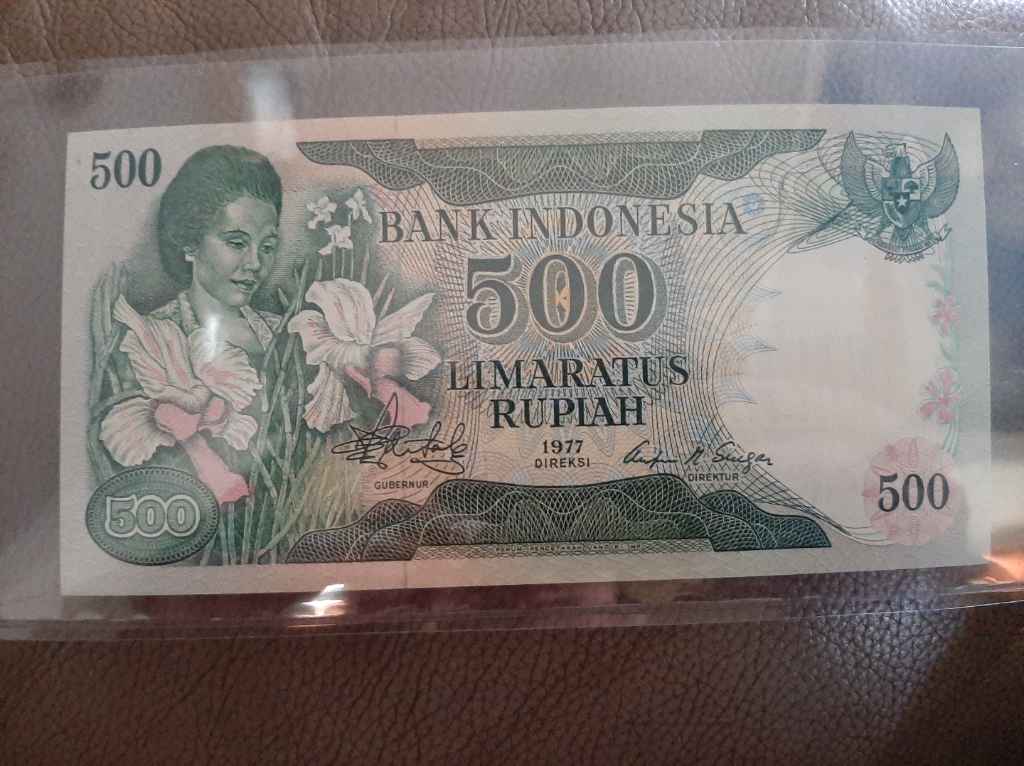 500
BANK INDONESIA
500
LIMARATUS
RUPIAH
1977
DIREKSI
GUBERNUR
DIREKTUR
500
500